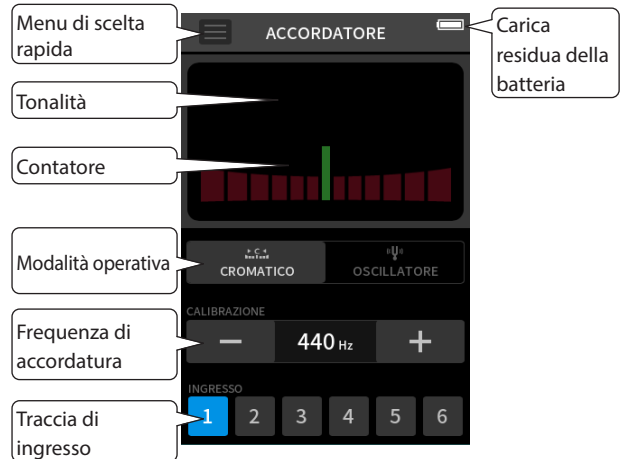 Menu di scelta
rapida
ACCORDATORE
Carica
residua della
batteria
Tonalità
Contatore
Modalità operativa
C
CROMATICO
OSCILLATORE
CALIBRAZIONE
Frequenza di
accordatura
440 Hz
INGRESSO
Traccia di
ingresso
1 2 3 4 5 6